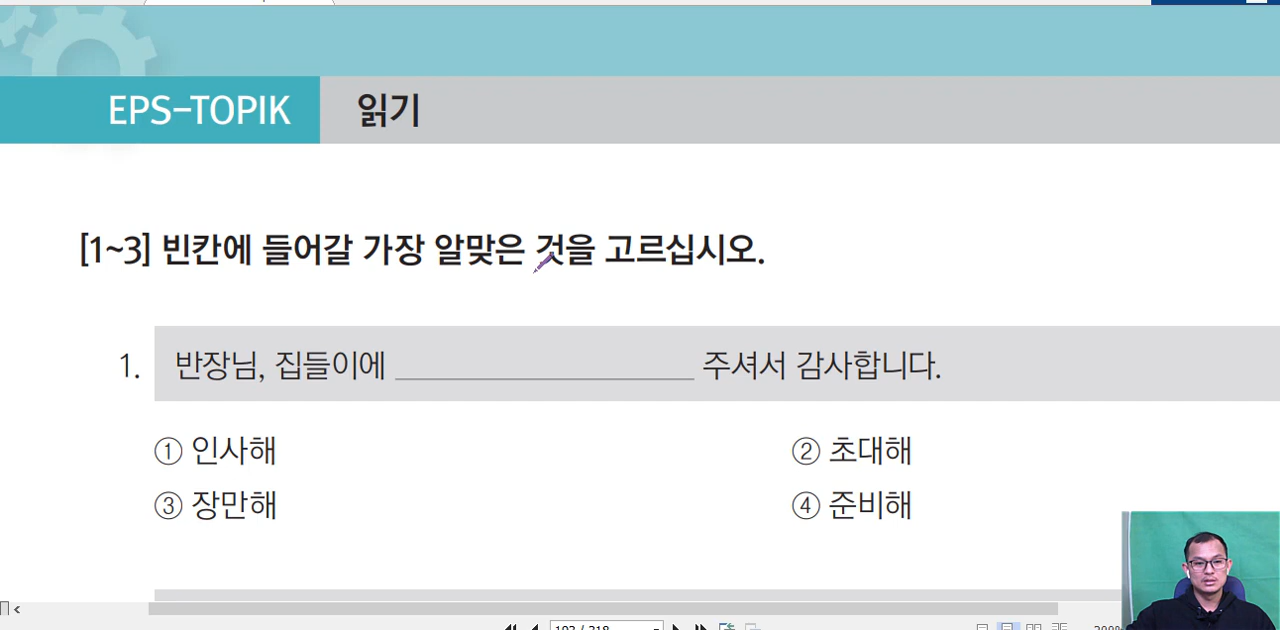 EPS-TOPIK 읽기
[1~3] 빈칸에 들어갈 가장 알맞은 것을 고르십시오.
1. 반장님, 집들이에 ____________ 주셔서 감사합니다.
① 인사해 ② 초대해
③ 장만해 ④ 준비해